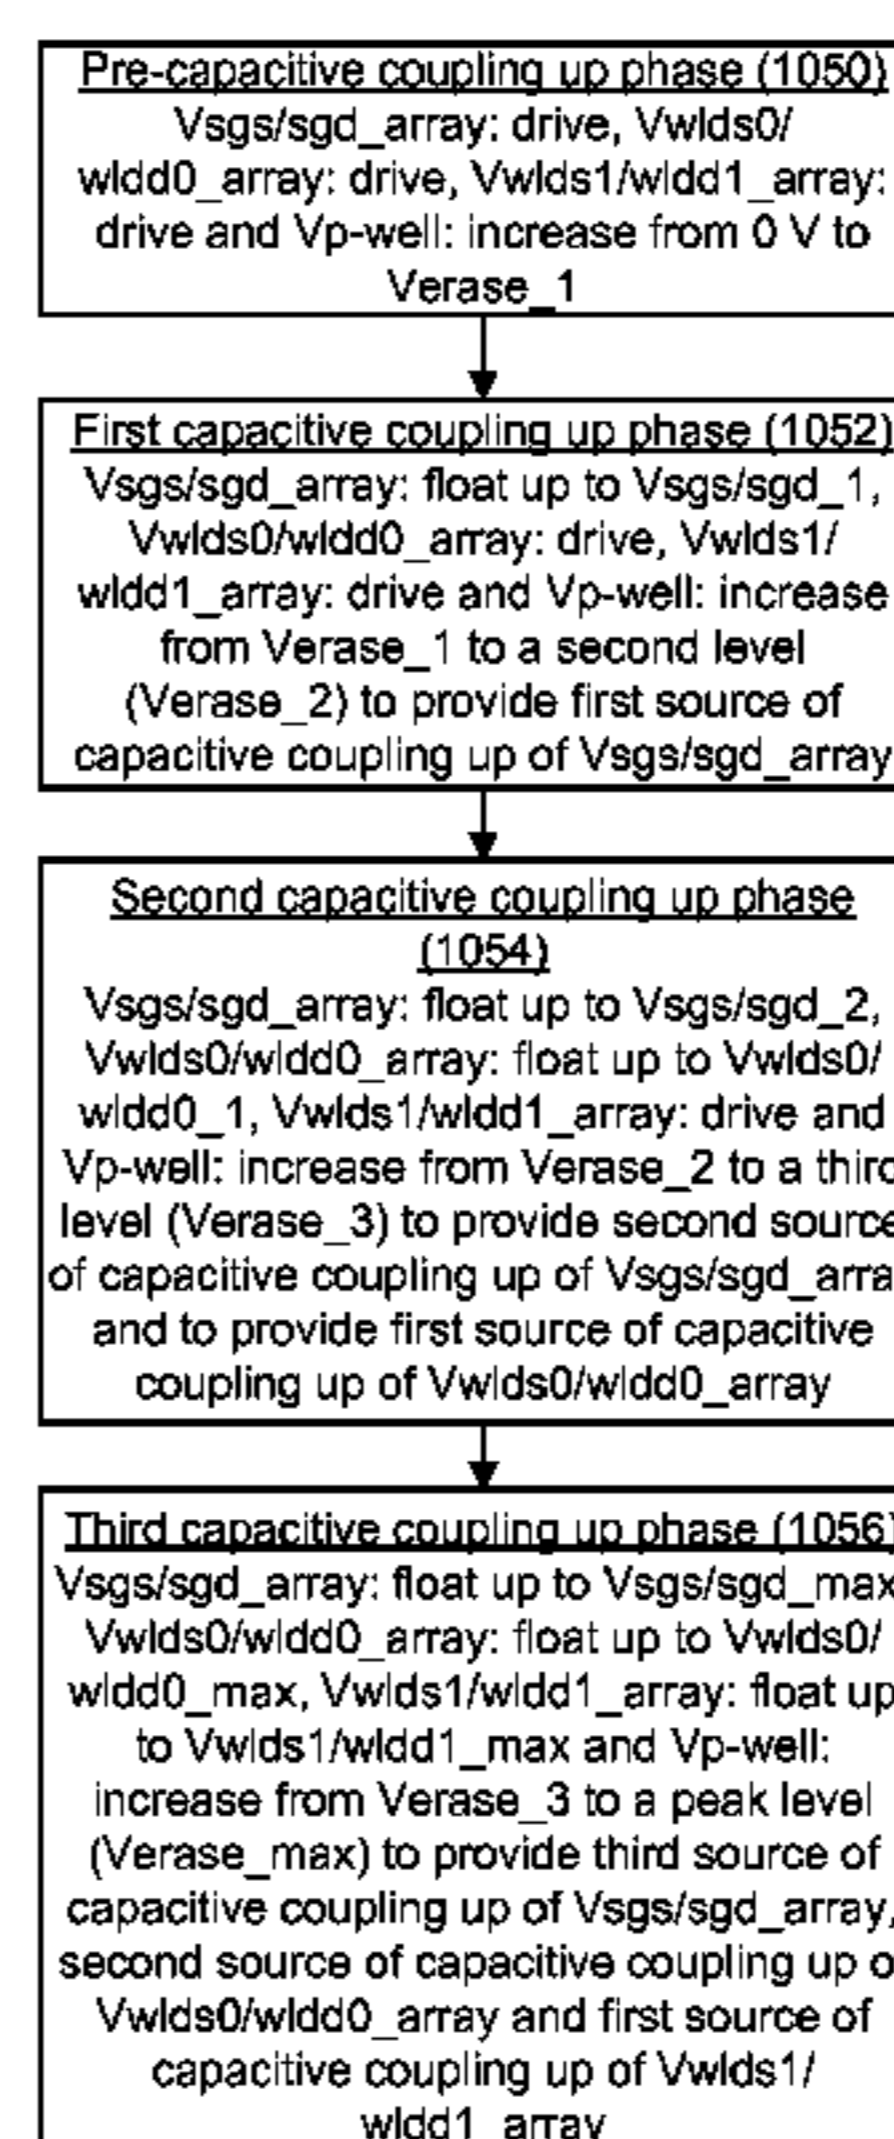 Pre-capacitive coupling up phase (1050)
Vsgs/sgd_array: drive, Vwlds0/
wldd0_array: drive, Vwlds1/wldd1_array:
drive and Vp-well: increase from 0 V to
Verase_1
First capacitive coupling up phase (1052)
Vsgs/sgd_array: float up to Vsgs/sgd_1,
Vwlds0/wldd0_array: drive, Vwlds1/
wldd1_array: drive and Vp-well: increase
from Verase_1 to a second level
(Verase_2) to provide first source of
capacitive coupling up of Vsgs/sgd_array
Second capacitive coupling up phase
(1054)
Vsgs/sgd_array: float up to Vsgs/sgd_2,
Vwlds0/wldd0_array: float up to Vwlds0/
wldd0_1, Vwlds1/wldd1_array: drive and
Vp-well: increase from Verase_2 to a third
level (Verase_3) to provide second source
of capacitive coupling up of Vsgs/sgd_arra
and to provide first source of capacitive
coupling up of Vwlds0/wldd0_array
Third capacitive coupling up phase (1056)
Vsgs/sgd_array: float up to Vsgs/sgd_max
Vwlds0/wldd0_array: float up to Vwlds0/
wldd0_max, Vwlds1/wldd1_array: float up
to Vwlds1/wldd1_max and Vp-well:
increase from Verase_3 to a peak level
(Verase_max) to provide third source of
capacitive coupling up of Vsgs/sgd_array,
second source of capacitive coupling up o
Vwlds0/wldd0_array and first source of
capacitive coupling up of Vwlds1/
wldd1_array